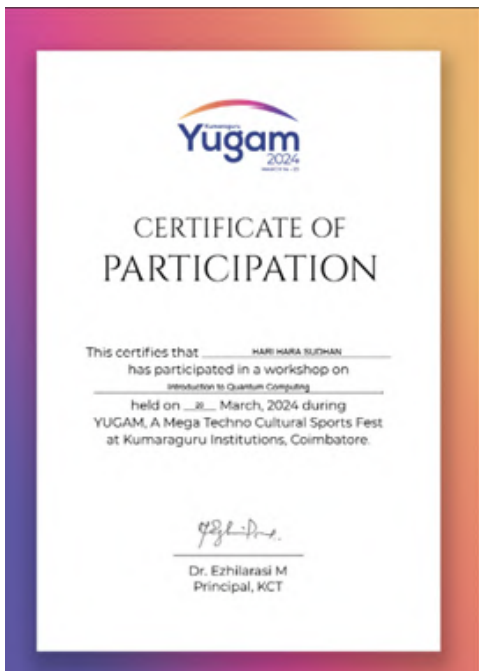 Kumaraguru
Yugam
2024
CERTIFICATE OF
PARTICIPATION
This certifies that HARI HARA SUDHAN
has participated in a workshop on
Introduction to Quantum Computing,
held on 20 March, 2024 during
YUGAM, A Mega Techno Cultural Sports Fest
at Kumaraguru Institutions, Coimbatore.
Dr. Ezhilarasi M
Principal, KCT